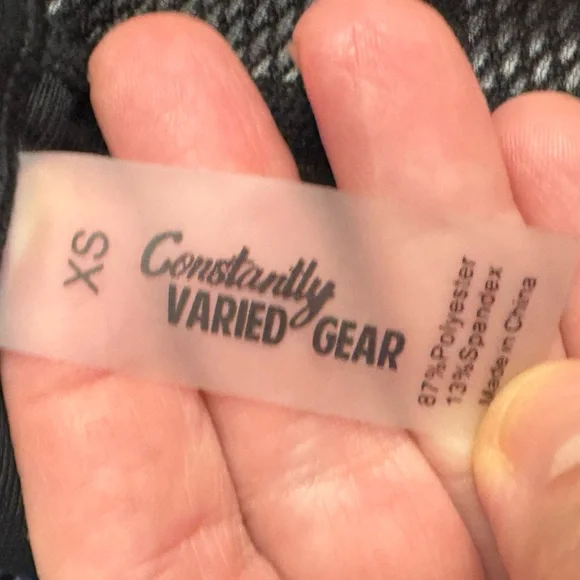 XS
Constantly
VARIED GEAR
87%Polyester
13%Spandex
Made in China